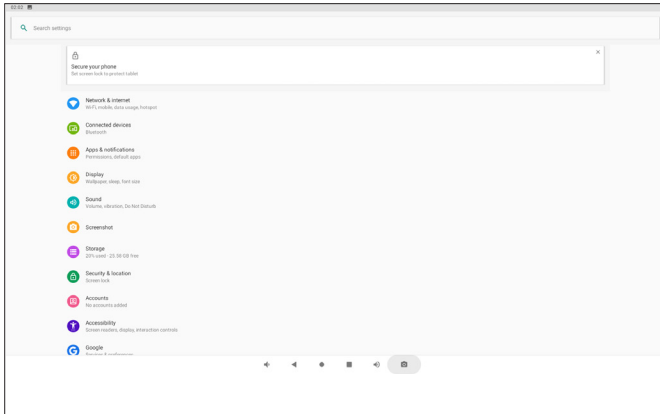 02:02
Search settings
Secure your phone
Set screen lock to protect tablet
Network & internet
Wi-Fi, mobile, data usage, hotspot
Connected devices
Bluetooth
Apps & notifications
Permissions, default apps
Display
Wallpaper, sleep, font size
Sound
Volume, vibration, Do Not Disturb
Screenshot
Storage
20% used - 25.58 GB free
Security & location
Screen lock
Accounts
No accounts added
Accessibility
Screen readers, display, interaction controls
Google
Services & preferences